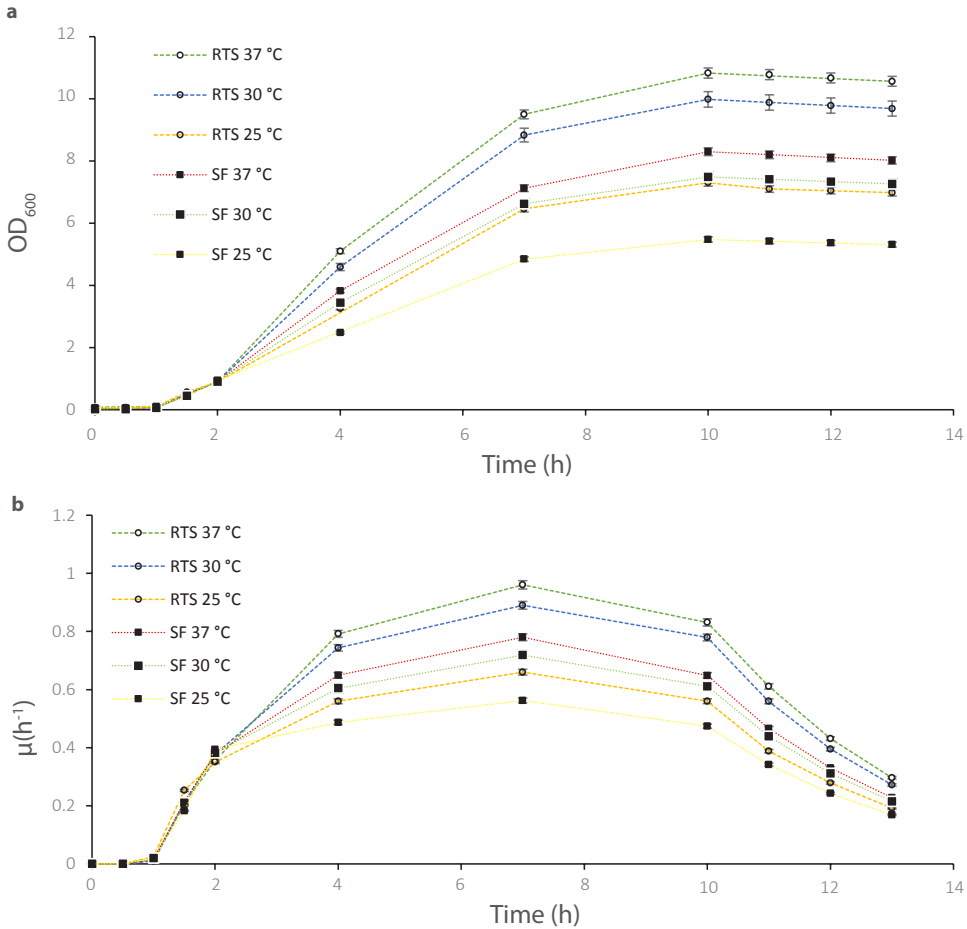 a
12
10
8
6
4
2
0
OD600
RTS 37 °C
RTS 30 °C
RTS 25 °C
SF 37 °C
SF 30 °C
SF 25 °C
0 2 4 6 8 10 12 14
Time (h)
b
1.2
1
0.8
0.6
0.4
0.2
0
μ(h-1)
RTS 37 °C
RTS 30 °C
RTS 25 °C
SF 37 °C
SF 30 °C
SF 25 °C
0 2 4 6 8 10 12 14
Time (h)